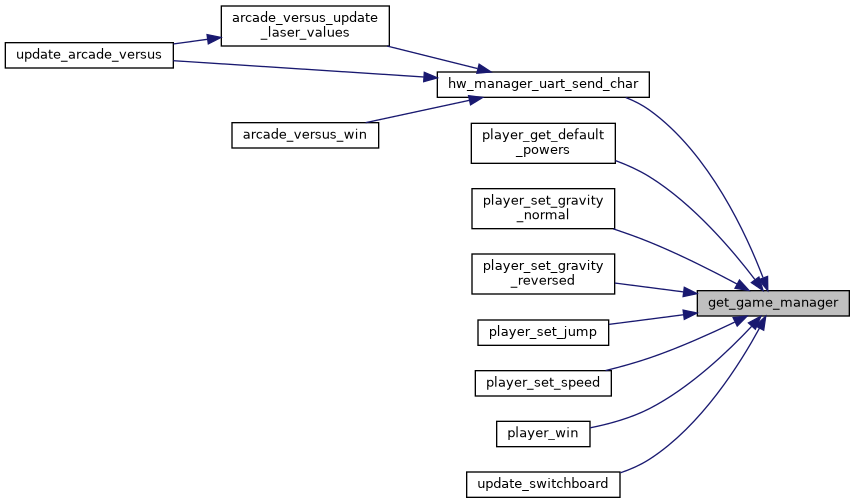 arcade_versus_update
_laser_values
update_arcade_versus
hw_manager_uart_send_char
arcade_versus_win
player_get_default
_powers
player_set_gravity
_normal
player_set_gravity
_reversed
get_game_manager
player_set_jump
player_set_speed
player_win
update_switchboard